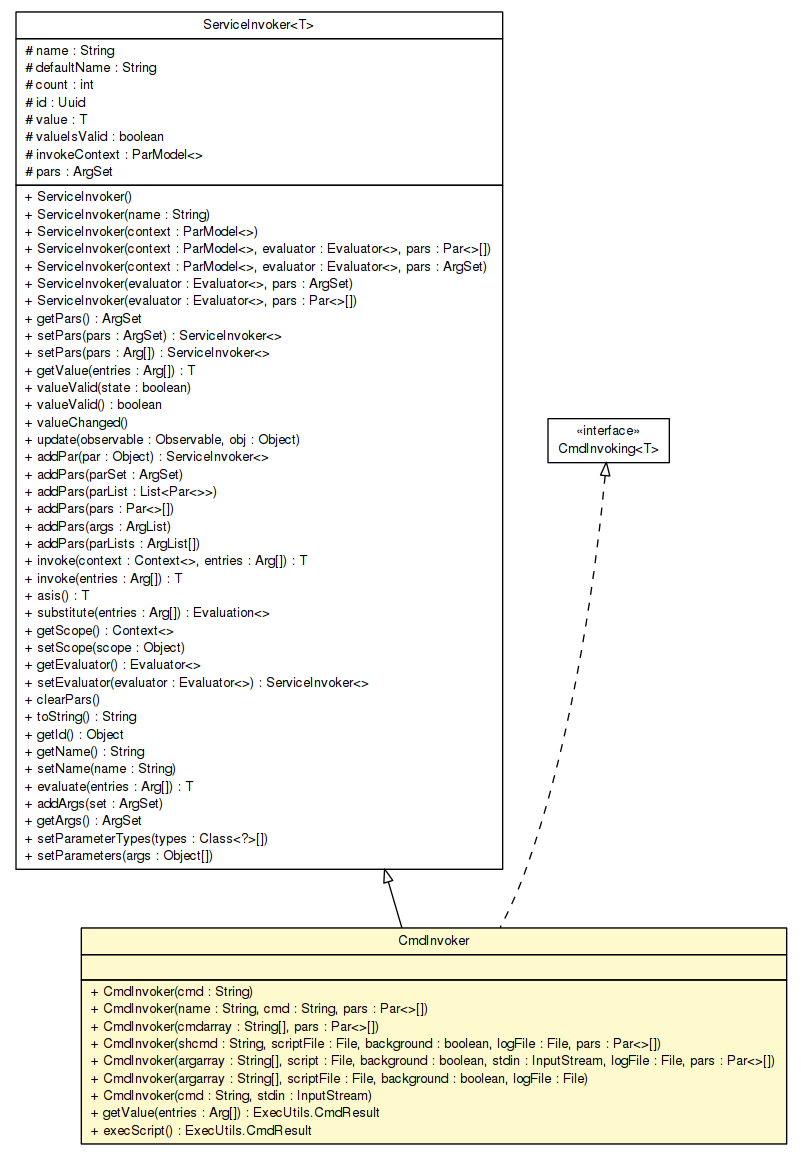 ServiceInvoker<T>
# name : String
# defaultName : String
# count : int
# id : Uuid
# value : T
# valueIsValid : boolean
# invokeContext : ParModel<>
# pars : ArgSet
+ ServiceInvoker()
+ ServiceInvoker(name : String)
+ ServiceInvoker(context : ParModel<>)
+ ServiceInvoker(context : ParModel<>, evaluator : Evaluator<>, pars : Par<>[])
+ ServiceInvoker(context : ParModel<>, evaluator : Evaluator<>, pars : ArgSet)
+ ServiceInvoker(evaluator : Evaluator<>, pars : ArgSet)
+ ServiceInvoker(evaluator : Evaluator<>, pars : Par<>[])
+ getPars() : ArgSet
+ setPars(pars : ArgSet) : ServiceInvoker<>
+ setPars(pars : Arg[]) : ServiceInvoker<>
+ getValue(entries : Arg[]) : T
+ valueValid(state : boolean)
+ valueValid() : boolean
+ valueChanged()
+ update(observable : Observable, obj : Object)
+ addPar(par : Object) : ServiceInvoker<>
+ addPars(parSet : ArgSet)
+ addPars(parList : List<Par<>>)
+ addPars(pars : Par<>[])
+ addPars(args : ArgList)
+ addPars(parLists : ArgList[])
+ invoke(context : Context<>, entries : Arg[]) : T
+ invoke(entries : Arg[]) : T
+ asis() : T
+ substitute(entries : Arg[]) : Evaluation<>
+ getScope() : Context<>
+ setScope(scope : Object)
+ getEvaluator() : Evaluator<>
+ setEvaluator(evaluator : Evaluator<>) : ServiceInvoker<>
+ clearPars()
+ toString() : String
+ getId() : Object
+ getName() : String
+ setName(name : String)
+ evaluate(entries : Arg[]) : T
+ addArgs(set : ArgSet)
+ getArgs() : ArgSet
+ setParameterTypes(types : Class<?>[])
+ setParameters(args : Object[])
«interface»
CmdInvoking<T>
CmdInvoker
+ CmdInvoker(cmd : String)
+ CmdInvoker(name : String, cmd : String, pars : Par<>[])
+ CmdInvoker(cmdarray : String[], pars : Par<>[])
+ CmdInvoker(shcmd : String, scriptFile : File, background : boolean, logFile : File, pars : Par<>[])
+ CmdInvoker(argarray : String[], script : File, background : boolean, stdin : InputStream, logFile : File, pars : Par<>[])
+ CmdInvoker(argarray : String[], scriptFile : File, background : boolean, logFile : File)
+ CmdInvoker(cmd : String, stdin : InputStream)
+ getValue(entries : Arg[]) : ExecUtils.CmdResult
+ execScript() : ExecUtils.CmdResult